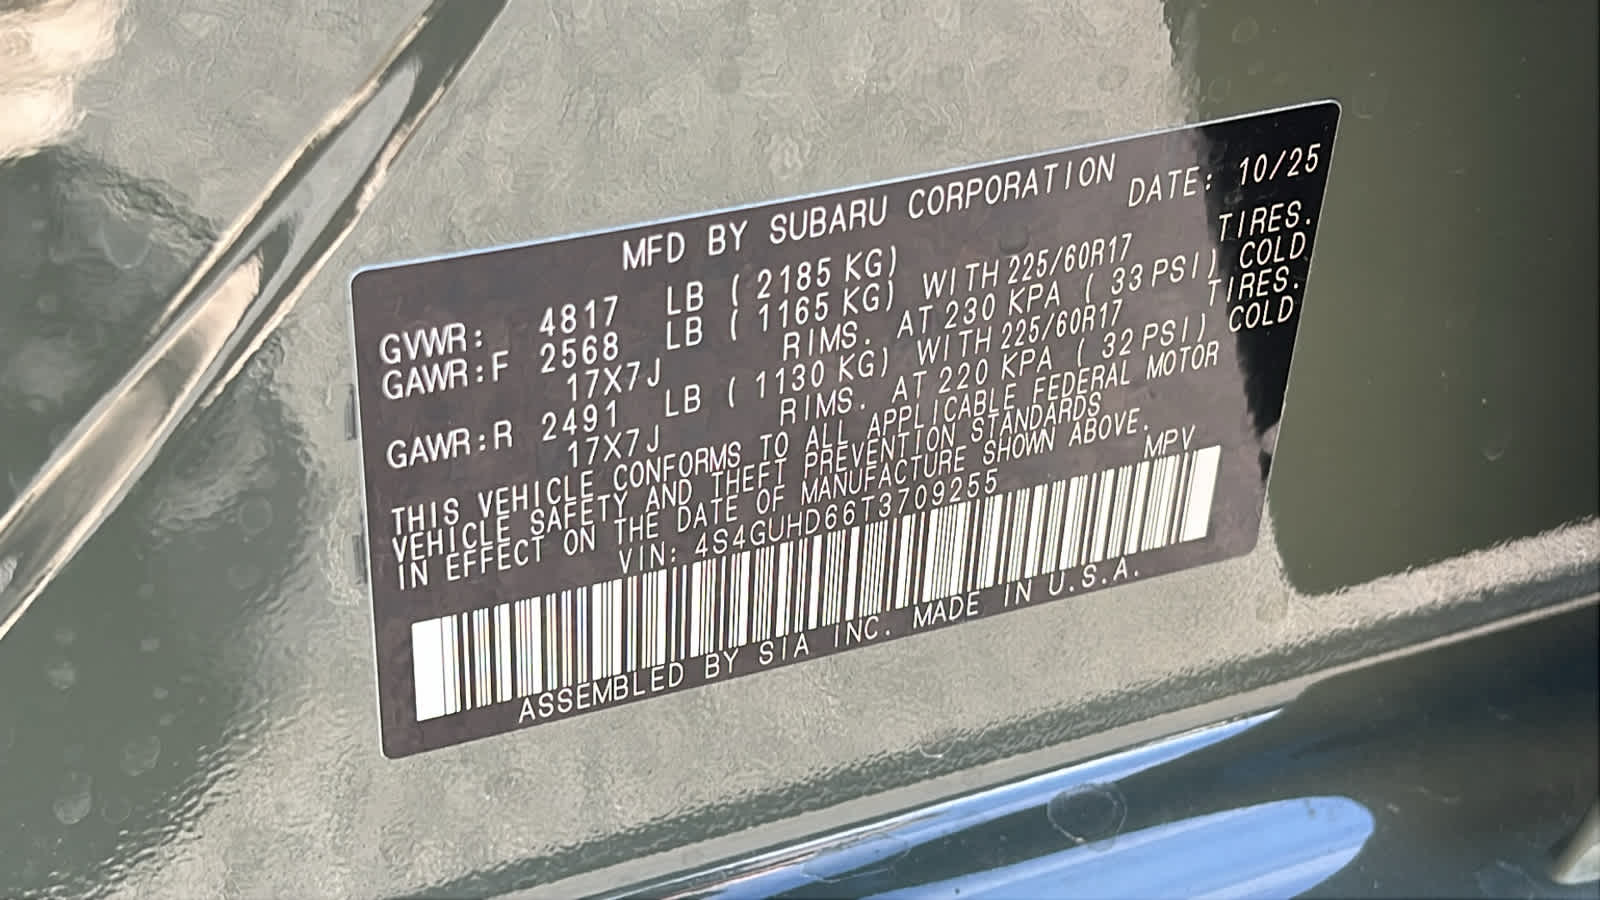 MFD BY SUBARU CORPORATION DATE: 10/25
GVWR: 4817 LB ( 2185 KG)
GAWR:F 2568 LB ( 1165 KG) WITH 225/60R17 TIRES.
17X7J RIMS. AT 230 KPA ( 33 PSI) COLD
GAWR:R 2491 LB ( 1130 KG) WITH 225/60R17 TIRES.
17X7J RIMS. AT 220 KPA ( 32 PSI) COLD
THIS VEHICLE CONFORMS TO ALL APPLICABLE FEDERAL MOTOR
VEHICLE SAFETY AND THEFT PREVENTION STANDARDS
IN EFFECT ON THE DATE OF MANUFACTURE SHOWN ABOVE.
VIN: 4S4GUHD66T3709255 MPV
ASSEMBLED BY SIA INC. MADE IN U.S.A.